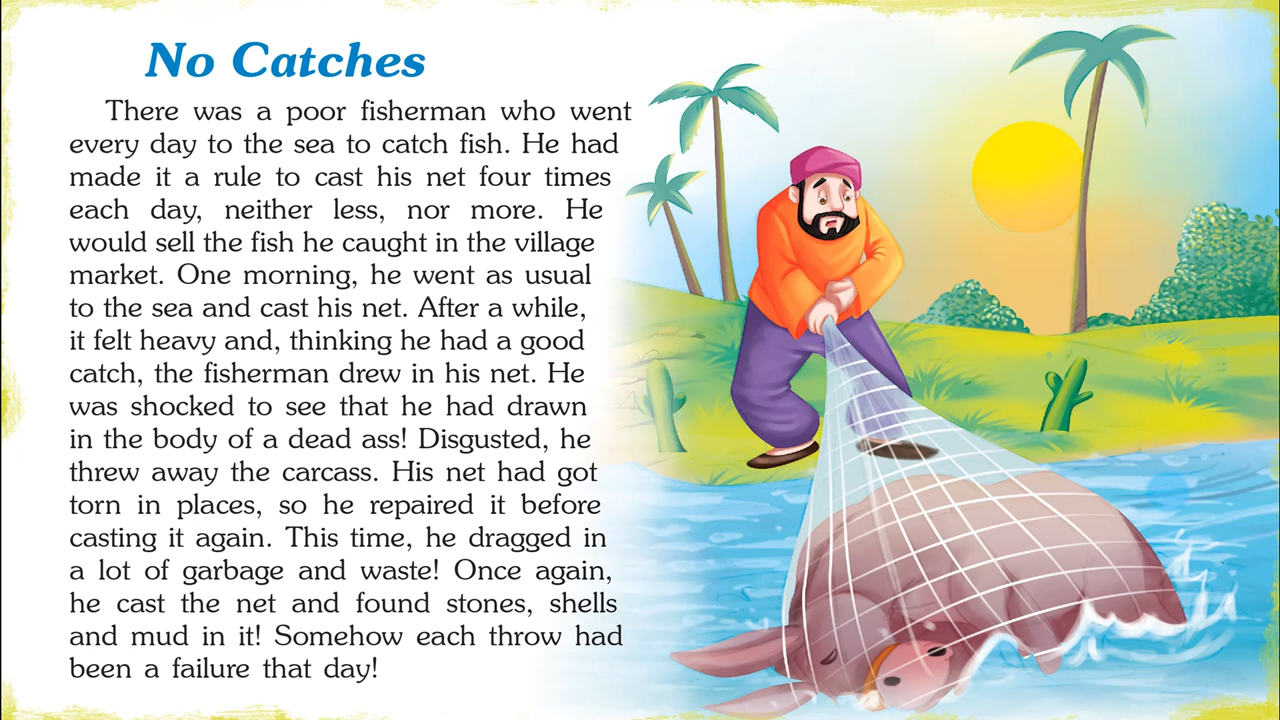 No Catches
There was a poor fisherman who went
every day to the sea to catch fish. He had
made it a rule to cast his net four times
each day, neither less, nor more. He
would sell the fish he caught in the village
market. One morning, he went as usual
to the sea and cast his net. After a while,
it felt heavy and, thinking he had a good
catch, the fisherman drew in his net. He
was shocked to see that he had drawn
in the body of a dead ass! Disgusted, he
threw away the carcass. His net had got
torn in places, so he repaired it before
casting it again. This time, he dragged in
a lot of garbage and waste! Once again,
he cast the net and found stones, shells
and mud in it! Somehow each throw had
been a failure that day!